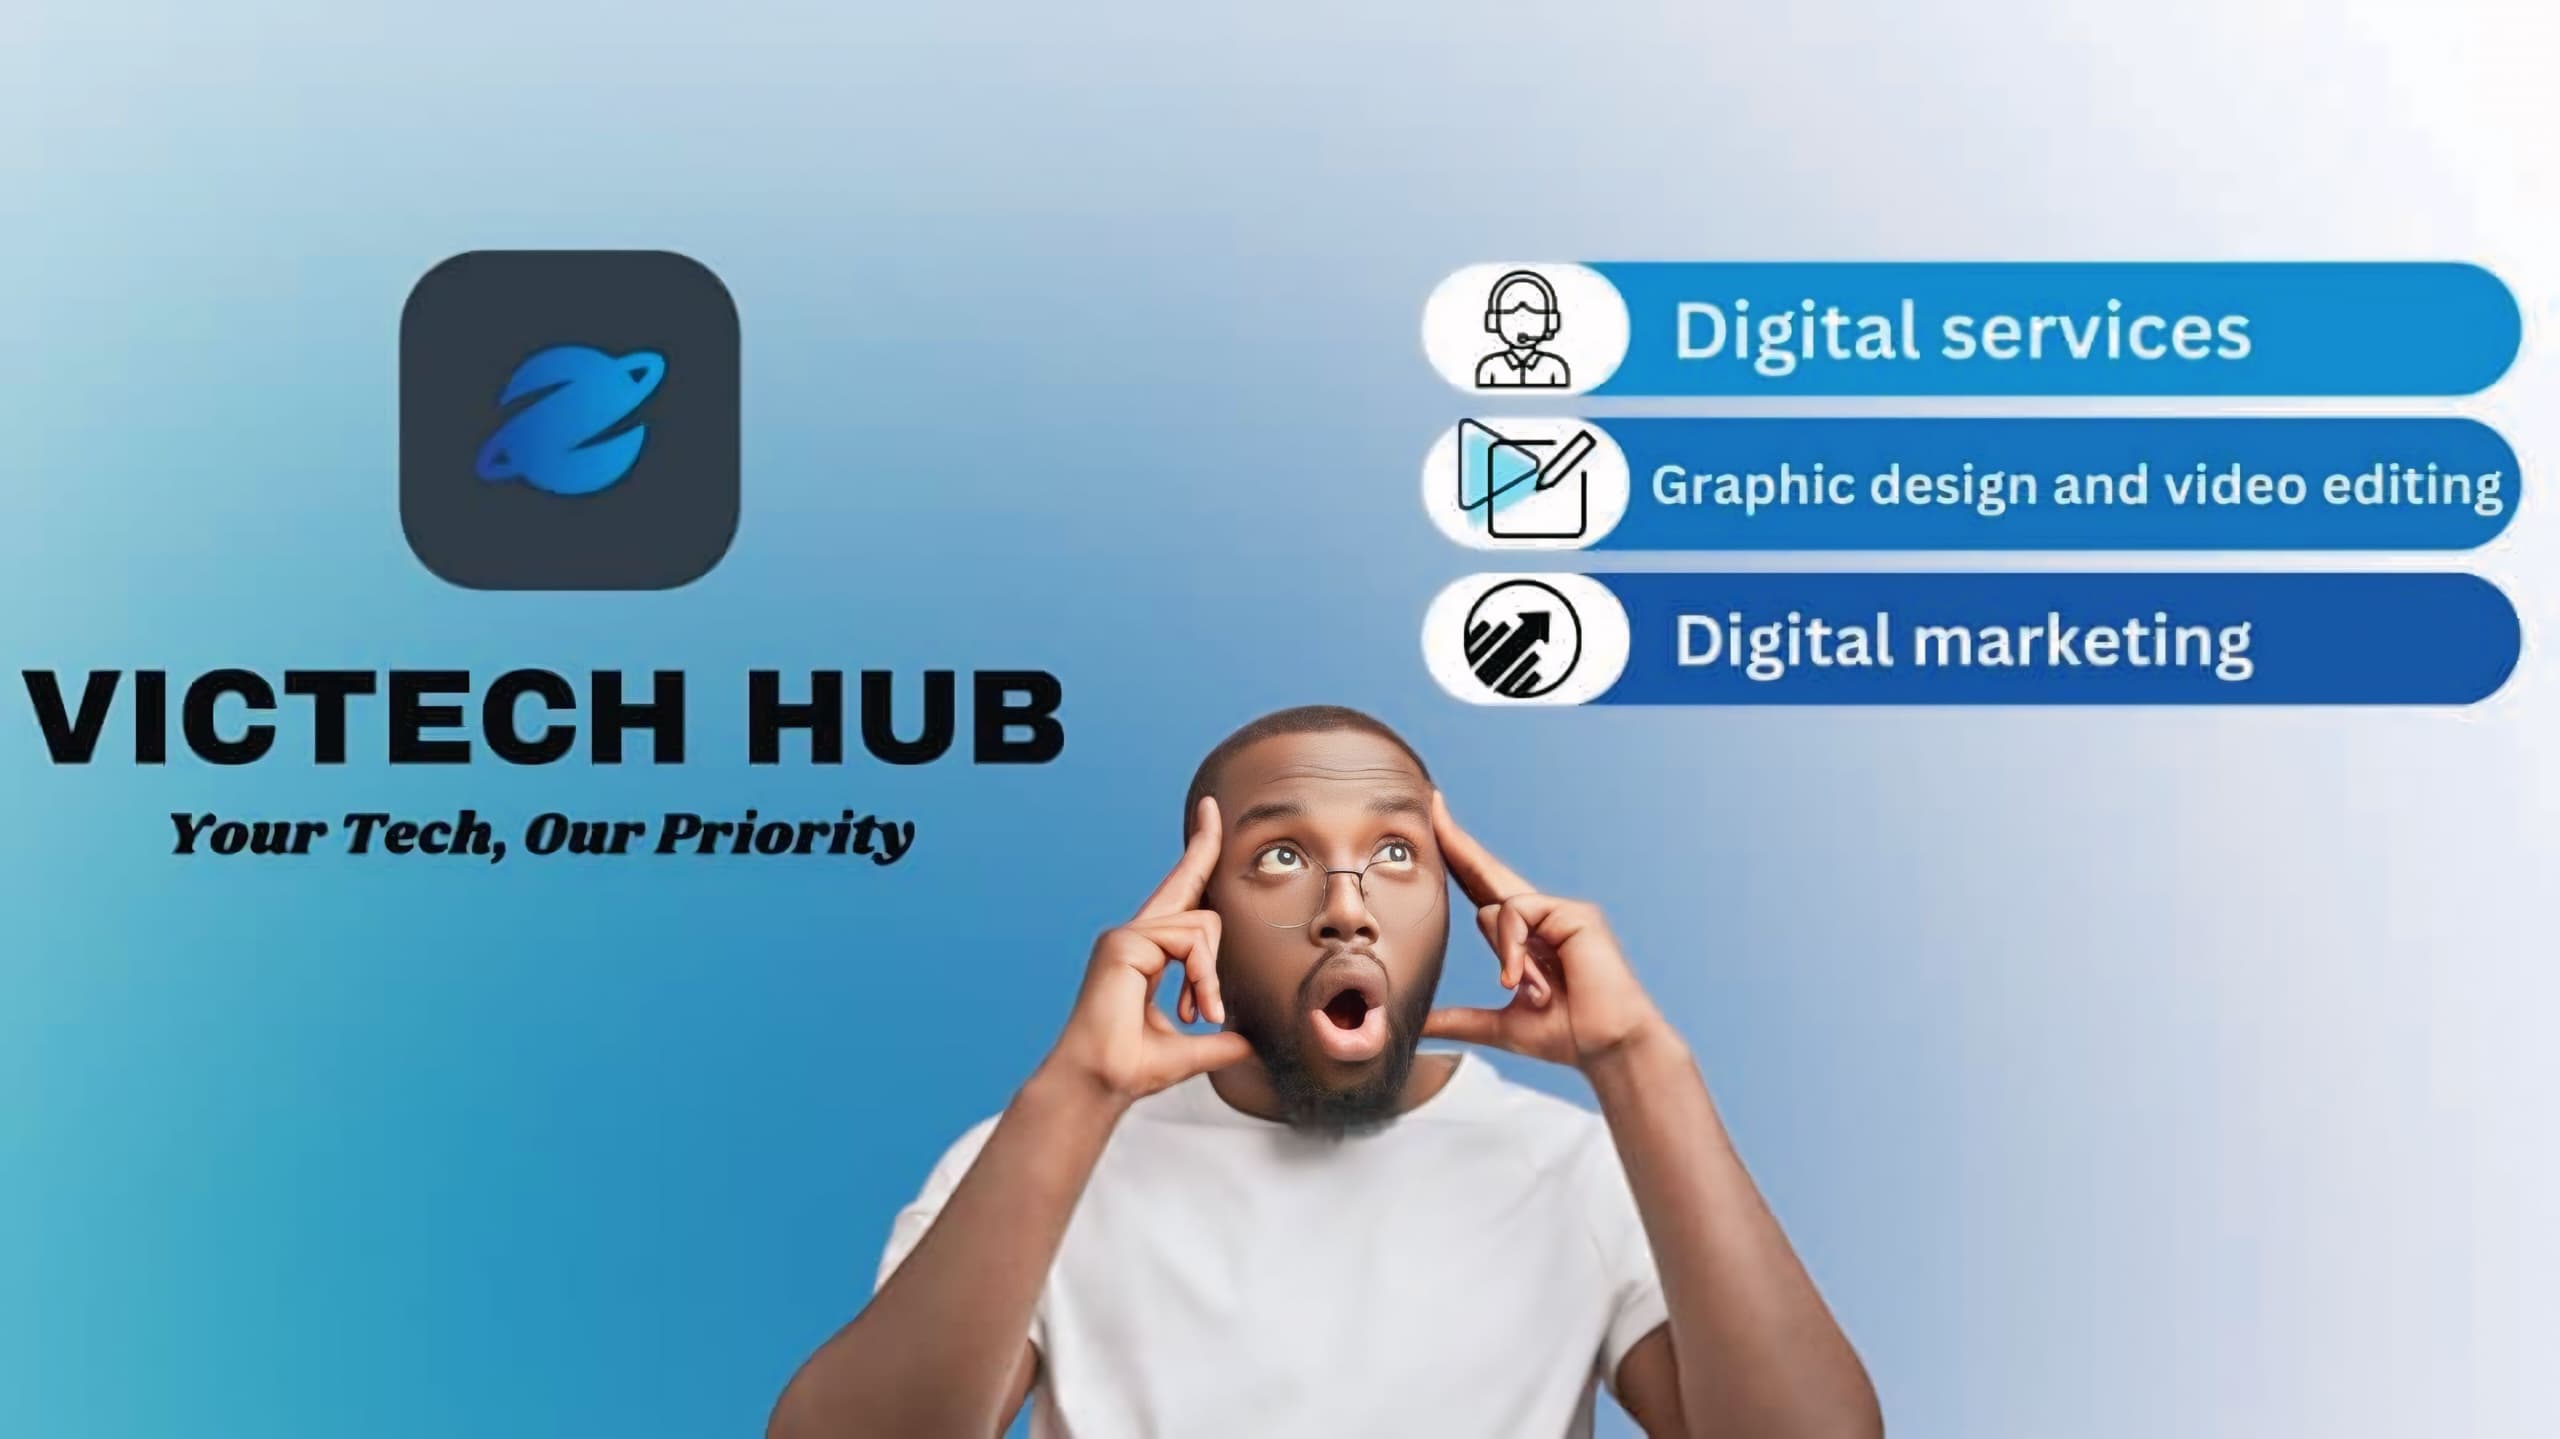 VICTECH HUB
Your Tech, Our Priority
Digital services
Graphic design and video editing
Digital marketing